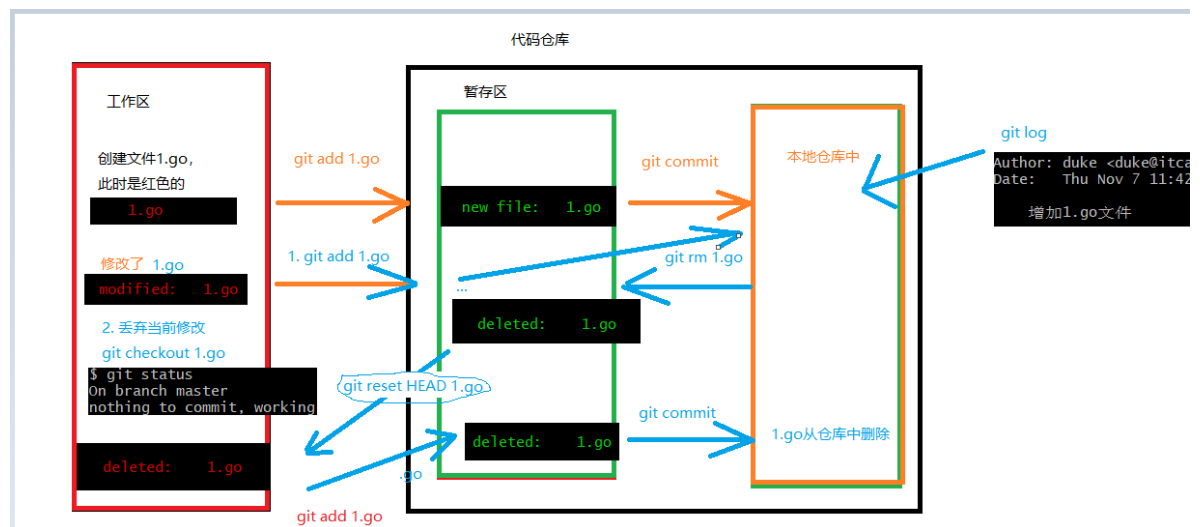 代码仓库
工作区
暂存区
创建文件1.go,
此时是红色的
1.go
git add 1.go
new file: 1.go
git commit
本地仓库中
git log
Author: duke <duke@itca
Date: Thu Nov 7 11:42
增加1.go文件
修改了 1.go
modified: 1.go
1. git add 1.go
...
git rm 1.go
deleted: 1.go
2. 丢弃当前修改
git checkout 1.go
$ git status
On branch master
nothing to commit, working
git reset HEAD 1.go
deleted: 1.go
git commit
1.go从仓库中删除
deleted: 1.go
.go
git add 1.go